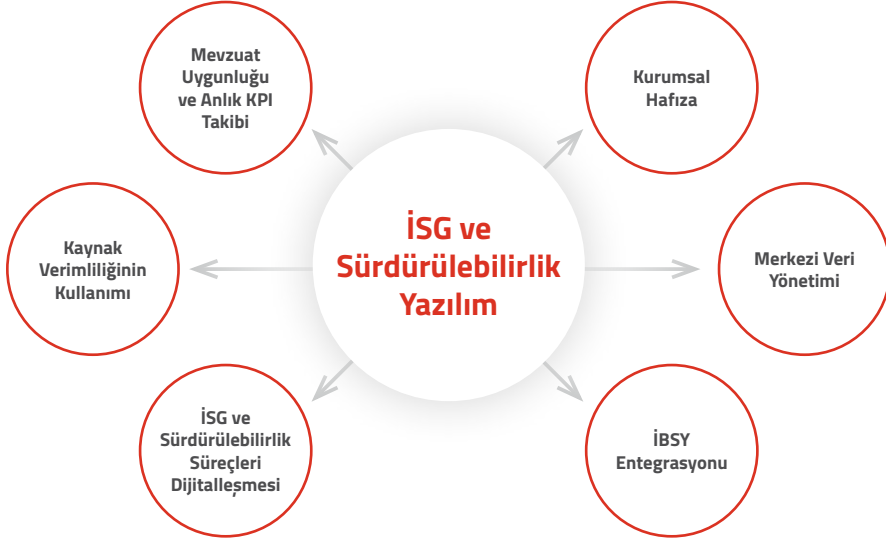 Mevzuat
Uygunluğu
ve Anlık KPI
Takibi
Kurumsal
Hafıza
İSG ve
Sürdürülebilirlik
Yazılım
Kaynak
Verimliliğinin
Kullanımı
Merkezi Veri
Yönetimi
İSG ve
Sürdürülebilirlik
Süreçleri
Dijitalleşmesi
İBSY
Entegrasyonu